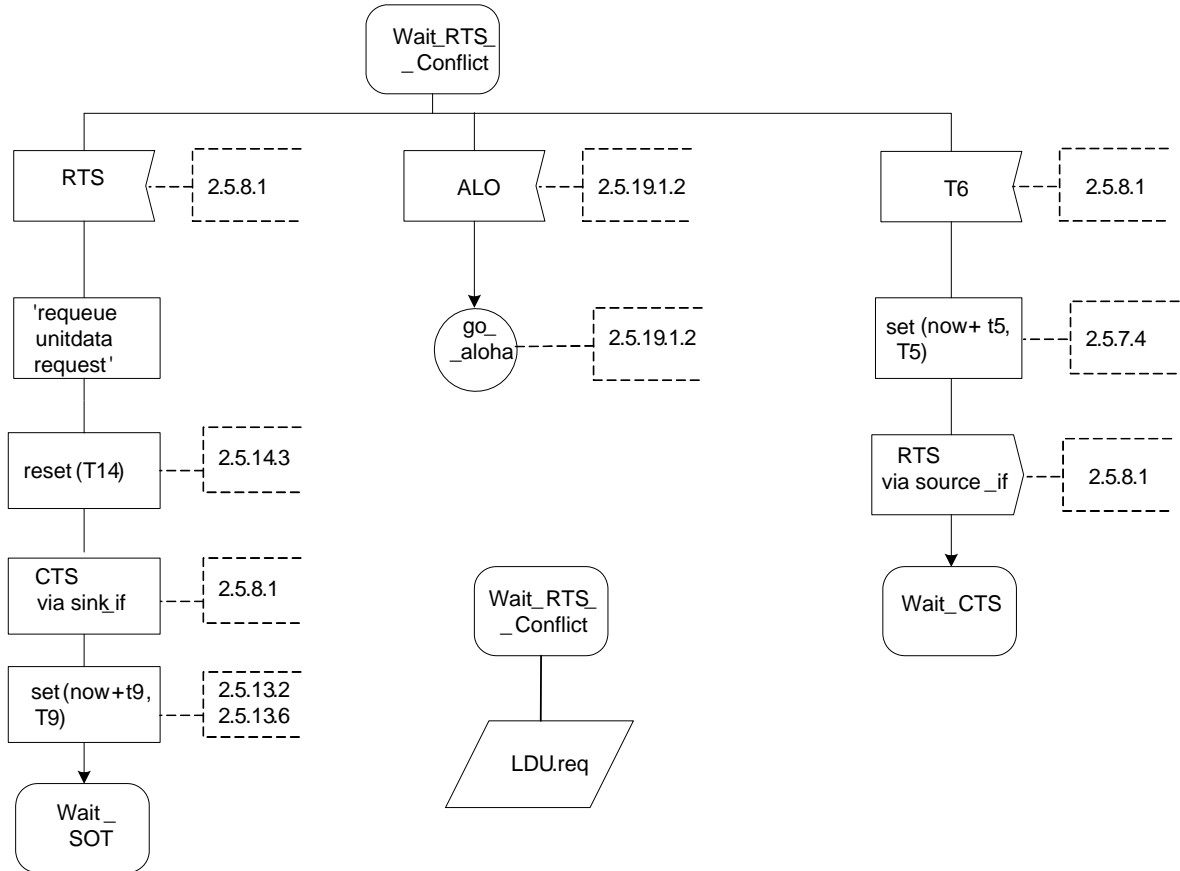 Wait_RTS_
_Conflict
RTS
2.5.8.1
'requeue
unitdata
request'
reset (T14)
2.5.14.3
CTS
via sink_if
2.5.8.1
set (now+t9,
T9)
2.5.13.2
2.5.13.6
Wait_
SOT
ALO
2.5.19.1.2
go_
_aloha
2.5.19.1.2
Wait_RTS_
_Conflict
LDU.req
T6
2.5.8.1
set (now+ t5,
T5)
2.5.7.4
RTS
via source_if
2.5.8.1
Wait_CTS